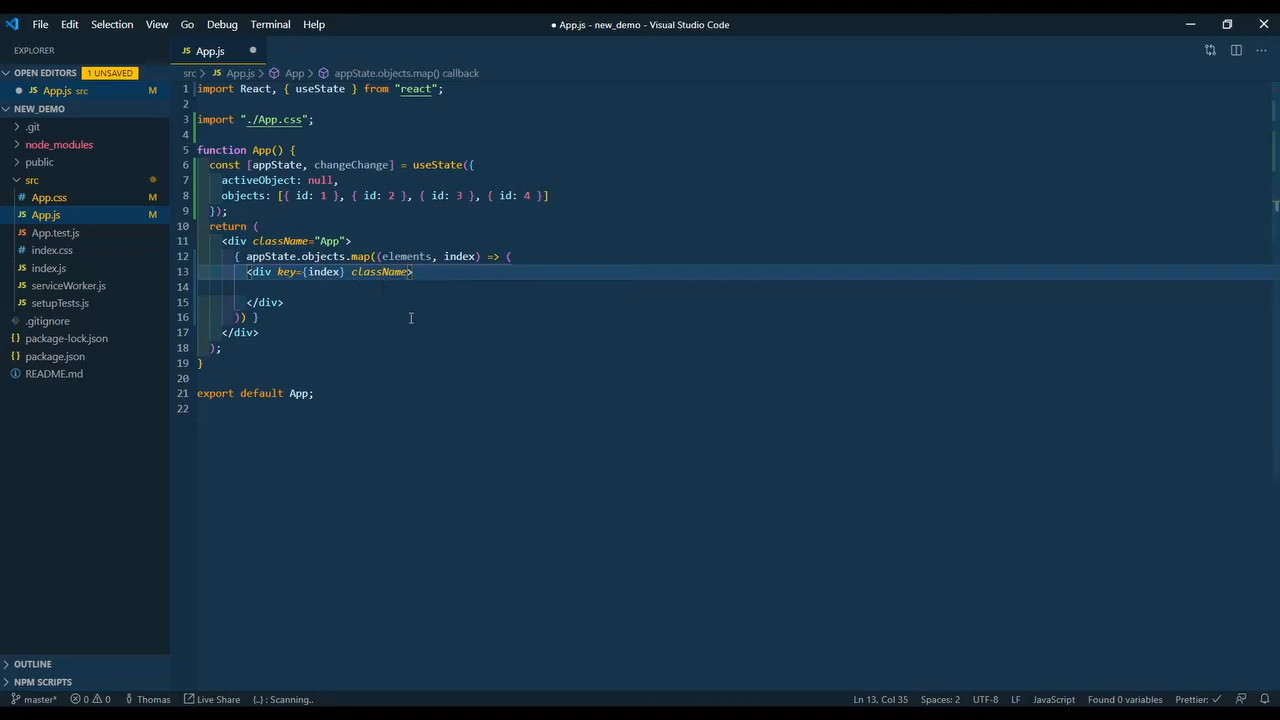 File Edit Selection View Go Debug Terminal Help
● App.js - new_demo - Visual Studio Code
EXPLORER
OPEN EDITORS 1 UNSAVED
App.js src M
NEW_DEMO
.git
node_modules
public
src
App.css M
App.js M
App.test.js
index.css
index.js
serviceWorker.js
setupTests.js
.gitignore
package-lock.json
package.json
README.md
OUTLINE
NPM SCRIPTS
JS App.js
src > JS App.js > App > appState.objects.map() callback
1 import React, { useState } from "react";
2
3 import "./App.css";
4
5 function App() {
6 const [appState, changeChange] = useState({
7 activeObject: null,
8 objects: [{ id: 1 }, { id: 2 }, { id: 3 }, { id: 4 }]
9 });
10 return (
11 <div className="App">
12 { appState.objects.map((elements, index) => (
13 <div key={index} className>
14
15 </div>
16 )) }
17 </div>
18 );
19 }
20
21 export default App;
22
master* 0 0 Thomas Live Share {..} : Scanning..
Ln 13, Col 35 Spaces: 2 UTF-8 LF JavaScript Found 0 variables Prettier: ✓